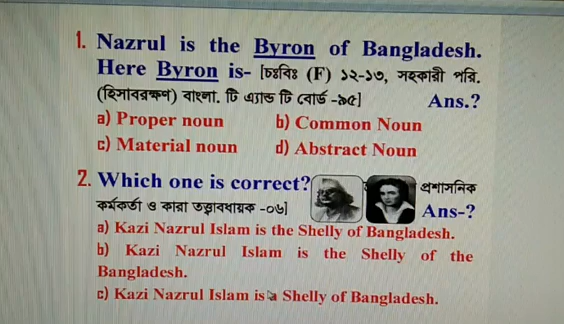 1. Nazrul is the Byron of Bangladesh.
Here Byron is- [চঃবিঃ (F) ১২-১৩, সহকারী পরি.
(হিসাবরক্ষণ) বাংলা. টি এ্যান্ড টি বোর্ড -৯৫] Ans.?
a) Proper noun b) Common Noun
c) Material noun d) Abstract Noun
2. Which one is correct? প্রশাসনিক
কর্মকর্তা ও কারা তত্ত্বাবধায়ক -০৬] Ans-?
a) Kazi Nazrul Islam is the Shelly of Bangladesh.
b) Kazi Nazrul Islam is the Shelly of the
Bangladesh.
c) Kazi Nazrul Islam is a Shelly of Bangladesh.